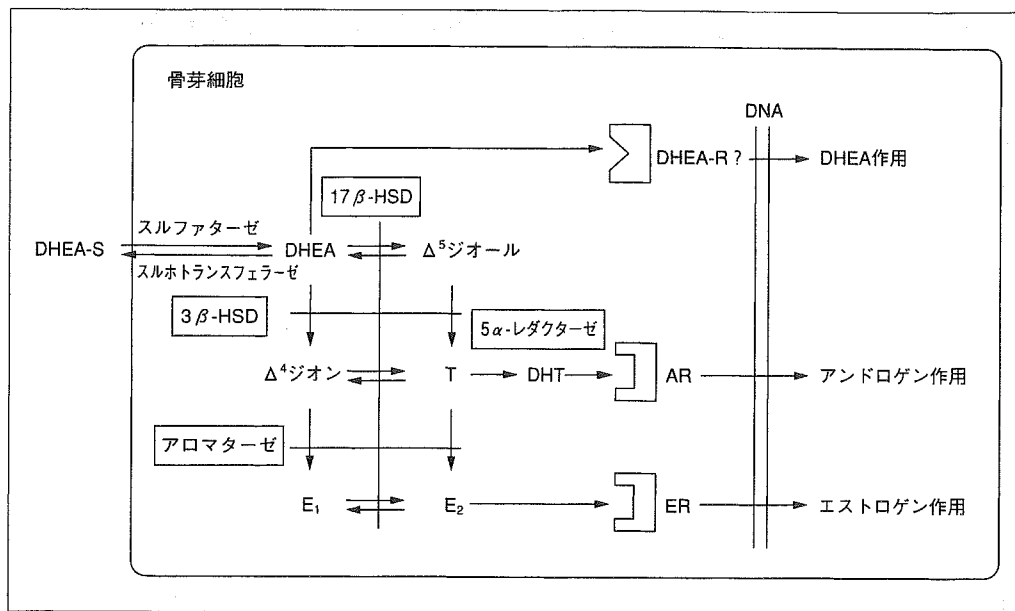 骨芽細胞
DNA
DHEA-R ?
DHEA作用
17β-HSD
スルファターゼ
DHEA-S
DHEA
Δ⁵ジオール
スルホトランスフェラーゼ
3β-HSD
5α-レダクターゼ
Δ⁴ジオン
T
DHT
AR
アンドロゲン作用
アロマターゼ
E₁
E₂
ER
エストロゲン作用